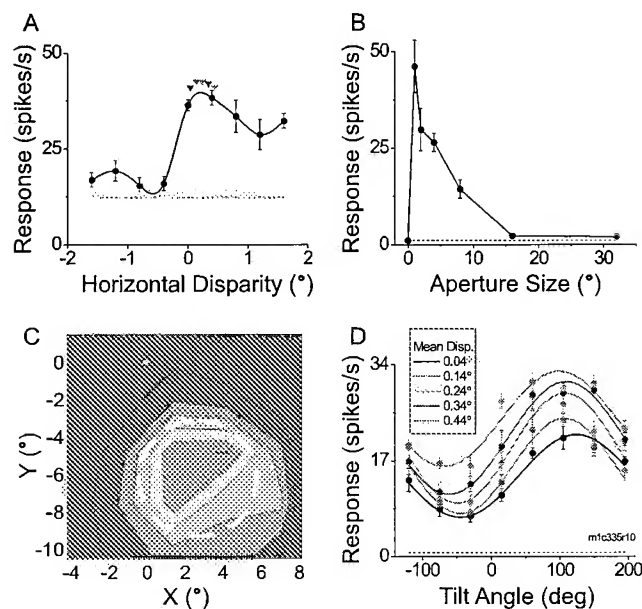 A
Response (spikes/s)
50
25
0
-2
-1
0
1
2
Horizontal Disparity (°)
B
Response (spikes/s)
50
25
0
0
10
20
30
Aperture Size (°)
C
Y (°)
0
-2
-4
-6
-8
-10
-4
-2
0
2
4
6
8
X (°)
D
Response (spikes/s)
34
17
0
Mean Disp.
0.04°
0.14°
0.24°
0.34°
0.44°
m1c335r10
-100
0
100
200
Tilt Angle (deg)